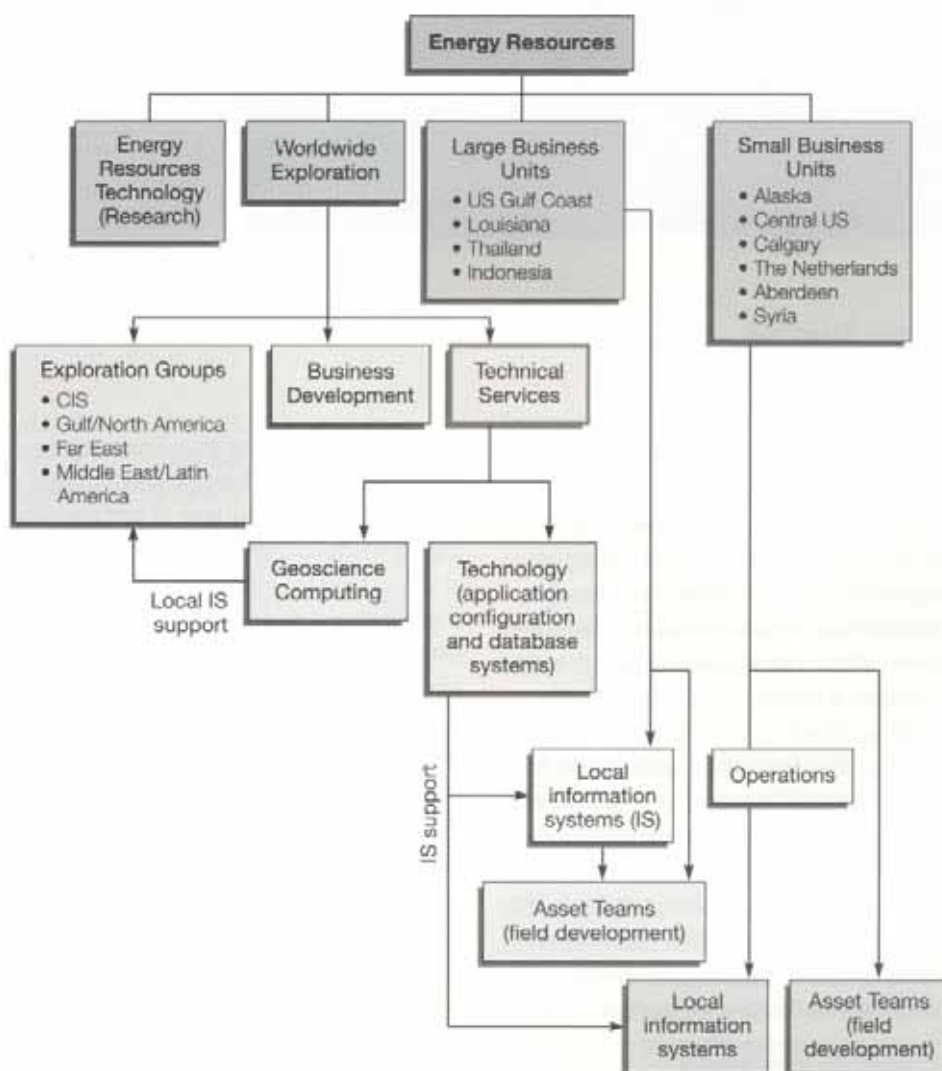 Energy Resources
Energy
Resources
Technology
(Research)
Worldwide
Exploration
Large Business
Units
• US Gulf Coast
• Louisiana
• Thailand
• Indonesia
Small Business
Units
• Alaska
• Central US
• Calgary
• The Netherlands
• Aberdeen
• Syria
Exploration Groups
• CIS
• Gulf/North America
• Far East
• Middle East/Latin
America
Business
Development
Technical
Services
Geoscience
Computing
Local IS
support
Technology
(application
configuration
and database
systems)
IS support
Local
information
systems (IS)
Operations
Asset Teams
(field development)
Local
information
systems
Asset Teams
(field
development)